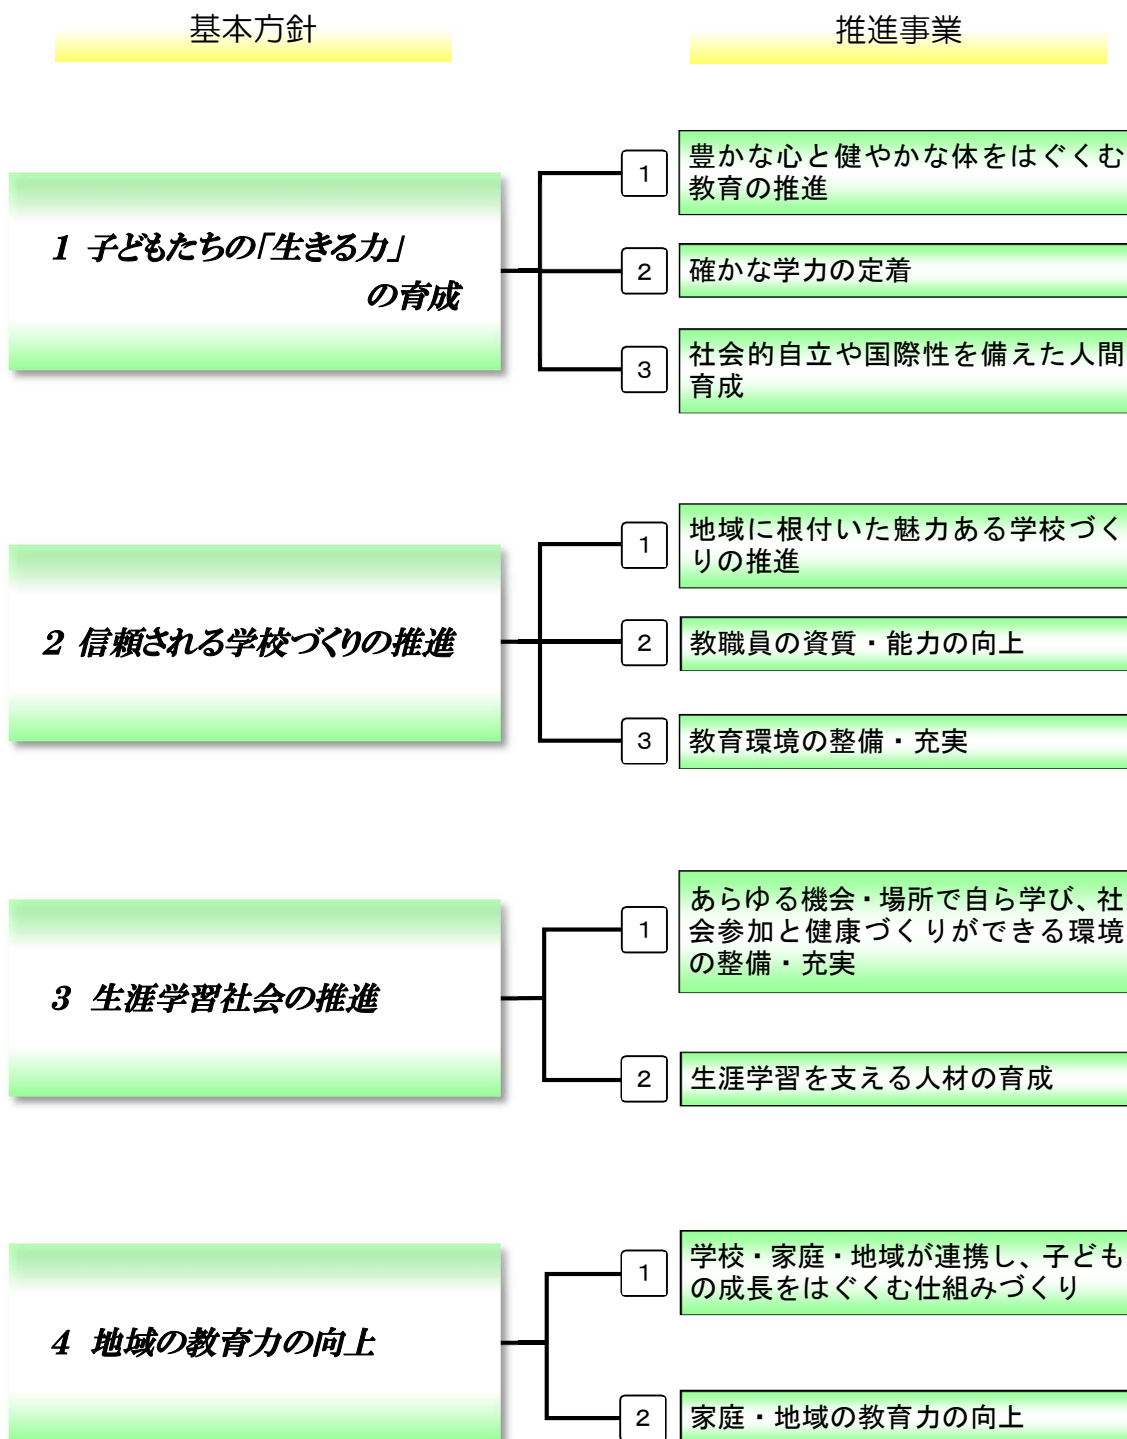 基本方針
推進事業
1 子どもたちの「生きる力」
の育成
1
豊かな心と健やかな体をはぐくむ
教育の推進
2
確かな学力の定着
3
社会的自立や国際性を備えた人間
育成
2 信頼される学校づくりの推進
1
地域に根付いた魅力ある学校づく
りの推進
2
教職員の資質・能力の向上
3
教育環境の整備・充実
3 生涯学習社会の推進
1
あらゆる機会・場所で自ら学び、社
会参加と健康づくりができる環境
の整備・充実
2
生涯学習を支える人材の育成
4 地域の教育力の向上
1
学校・家庭・地域が連携し、子ども
の成長をはぐくむ仕組みづくり
2
家庭・地域の教育力の向上